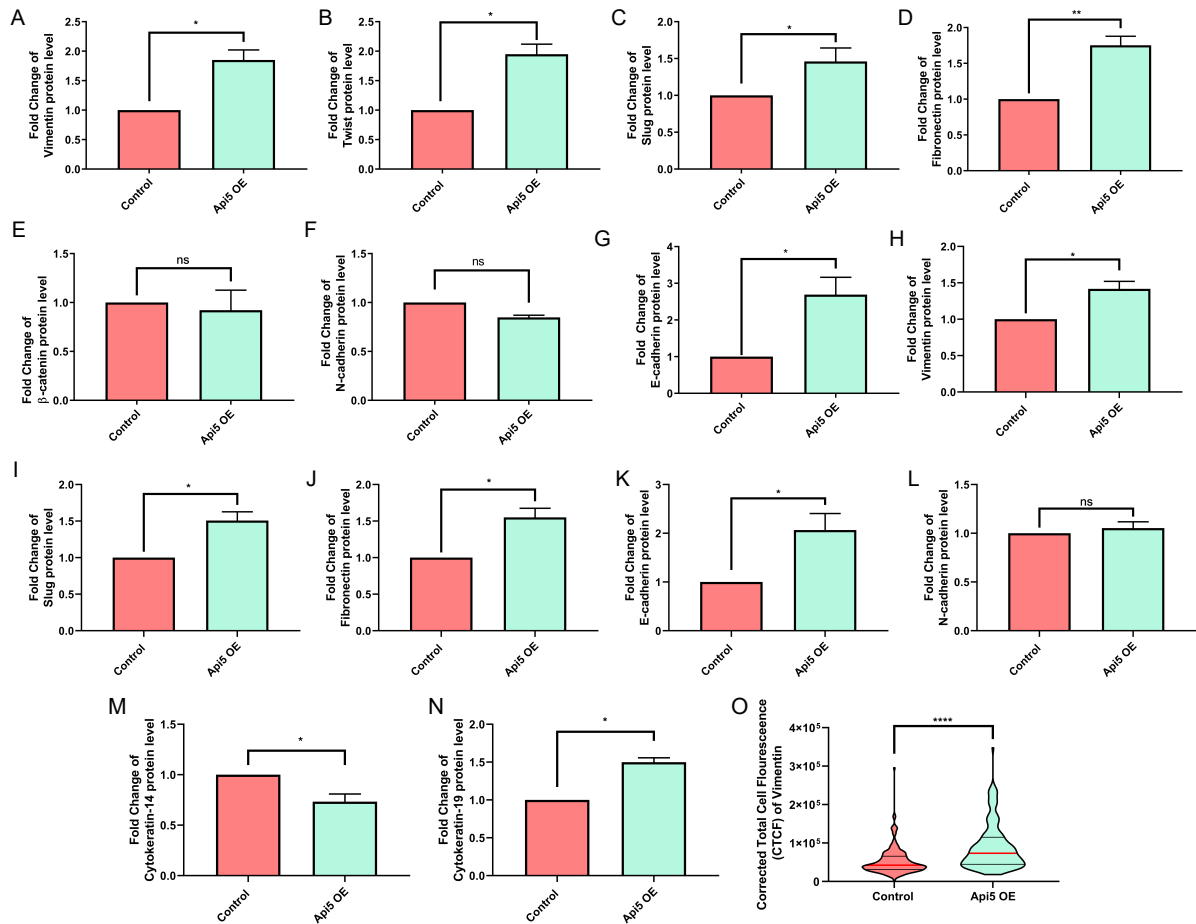 A
Fold Change of
Vimentin protein level
2.5
2.0
1.5
1.0
0.5
0.0
*
Control
Api5 OE
B
Fold Change of
Twist protein level
2.5
2.0
1.5
1.0
0.5
0.0
*
Control
Api5 OE
C
Fold Change of
Slug protein level
2.0
1.5
1.0
0.5
0.0
*
Control
Api5 OE
D
Fold Change of
Fibronectin protein level
2.0
1.5
1.0
0.5
0.0
**
Control
Api5 OE
E
Fold Change of
β-catenin protein level
1.5
1.0
0.5
0.0
ns
Control
Api5 OE
F
Fold Change of
N-cadherin protein level
1.5
1.0
0.5
0.0
ns
Control
Api5 OE
G
Fold Change of
E-cadherin protein level
4
3
2
1
0
*
Control
Api5 OE
H
Fold Change of
Vimentin protein level
2.0
1.5
1.0
0.5
0.0
*
Control
Api5 OE
I
Fold Change of
Slug protein level
2.0
1.5
1.0
0.5
0.0
*
Control
Api5 OE
J
Fold Change of
Fibronectin protein level
2.0
1.5
1.0
0.5
0.0
*
Control
Api5 OE
K
Fold Change of
E-cadherin protein level
3
2
1
0
*
Control
Api5 OE
L
Fold Change of
N-cadherin protein level
1.5
1.0
0.5
0.0
ns
Control
Api5 OE
M
Fold Change of
Cytokeratin-14 protein level
1.5
1.0
0.5
0.0
*
Control
Api5 OE
N
Fold Change of
Cytokeratin-19 protein level
2.0
1.5
1.0
0.5
0.0
*
Control
Api5 OE
O
Corrected Total Cell Flouresceence
(CTCF) of Vimentin
4×10⁵
3×10⁵
2×10⁵
1×10⁵
0
****
Control
Api5 OE